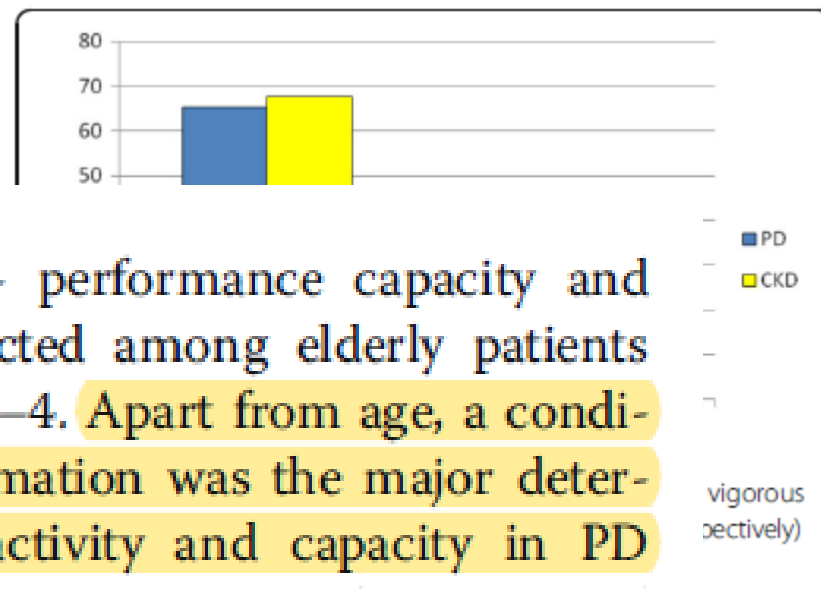 80
70
60
50
PD
CKD
performance capacity and
cted among elderly patients
–4. Apart from age, a condi-
mation was the major deter-
activity and capacity in PD
vigorous
pectively)